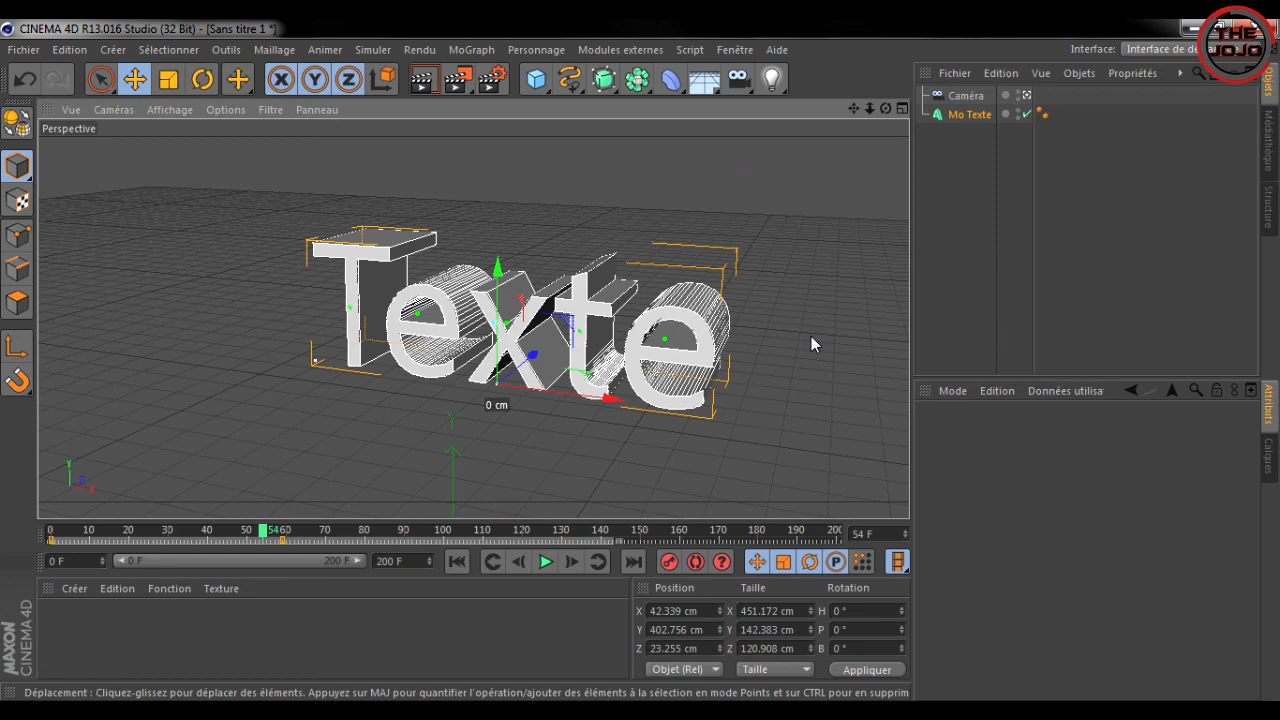 CINEMA 4D R13.016 Studio (32 Bit) - [Sans titre 1 *]
THE JOJO
Fichier Edition Créer Sélectionner Outils Maillage Animer Simuler Rendu MoGraph Personnage Modules externes Script Fenêtre Aide
Interface: Interface de dé
X Y Z
Fichier Edition Vue Objets Propriétés
Vue Caméras Affichage Options Filtre Panneau
Perspective
Caméra
Mo Texte
Objets
Médiathèque
Structure
Texte
0 cm
Y
Y
Z
X
Mode Edition Données utilisa
Attributs
Calques
0 10 20 30 40 50 54 60 70 80 90 100 110 120 130 140 150 160 170 180 190 20
54 F
0 F 0 F 200 F 200 F
P
Créer Edition Fonction Texture
Position Taille Rotation
X 42.339 cm X 451.172 cm H 0 °
Y 402.756 cm Y 142.383 cm P 0 °
Z 23.255 cm Z 120.908 cm B 0 °
Objet (Rel) Taille Appliquer
MAXON
CINEMA 4D
Déplacement : Cliquez-glissez pour déplacer des éléments. Appuyez sur MAJ pour quantifier l'opération/ajouter des éléments à la sélection en mode Points et sur CTRL pour en supprim